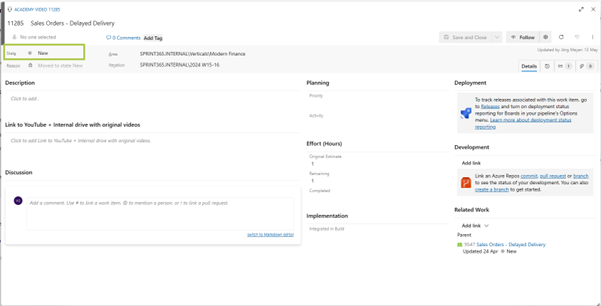 ACADEMY VIDEO 11285
11285 Sales Orders - Delayed Delivery
No one selected
0 Comments Add Tag
Save and Close
Follow
State New
Area SPRINT365.INTERNAL\Verticals\Modern Finance
Updated by Jörg Meyer: 13 May
Reason Moved to state New
Iteration SPRINT365.INTERNAL\2024 W15-16
Details
1
0
Description
Click to add .
Link to YouTube + Internal drive with original videos
Click to add Link to YouTube + Internal drive with original videos.
Discussion
Add a comment. Use # to link a work item, @ to mention a person, or ! to link a pull request.
Planning
Priority
Activity
Effort (Hours)
Original Estimate
1
Remaining
1
Completed
Implementation
Integrated in Build
Deployment
To track releases associated with this work item, go
to Releases and turn on deployment status
reporting for Boards in your pipeline's Options
menu. Learn more about deployment status
reporting
Development
Add link
Link an Azure Repos commit, pull request or branch
to see the status of your development. You can also
create a branch to get started.
Related Work
Add link
Parent
9047 Sales Orders - Delayed Delivery
Updated 24 Apr New